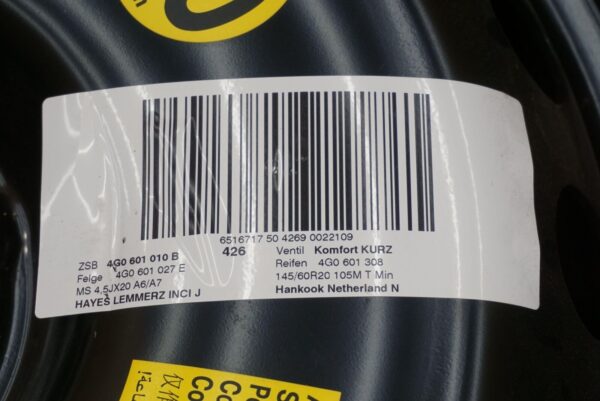 6516717 50 4269 0022109
ZSB 4G0 601 010 B 426 Ventil Komfort KURZ
Felge 4G0 601 027 E Reifen 4G0 601 308
MS 4,5JX20 A6/A7 145/60R20 105M T Min
HAYES LEMMERZ INCI J Hankook Netherland N